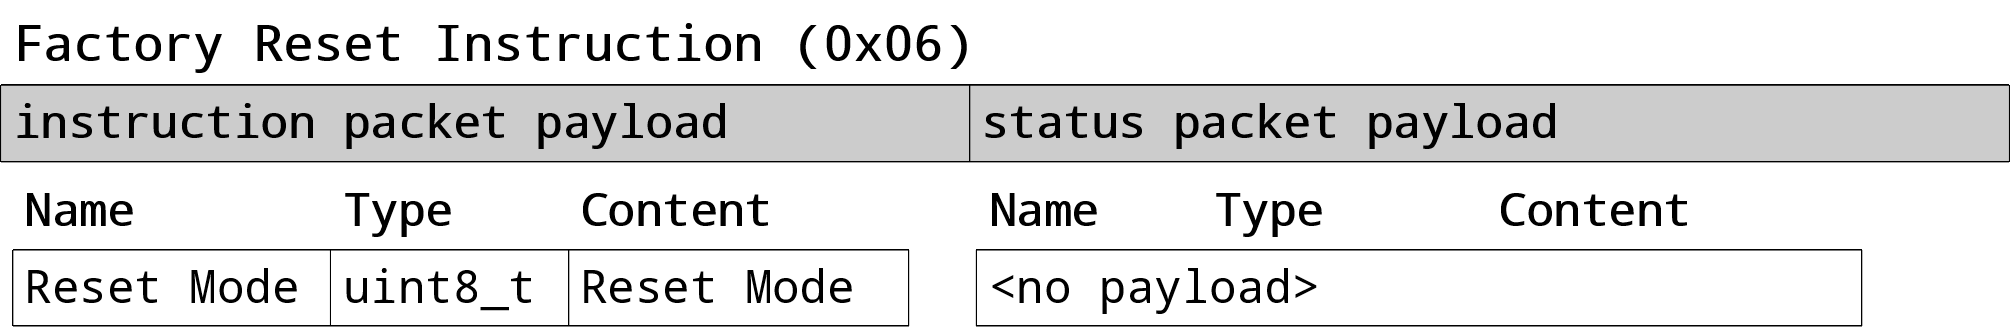 Factory Reset Instruction (0x06)
instruction packet payload status packet payload
Name Type Content Name Type Content
Reset Mode uint8_t Reset Mode <no payload>